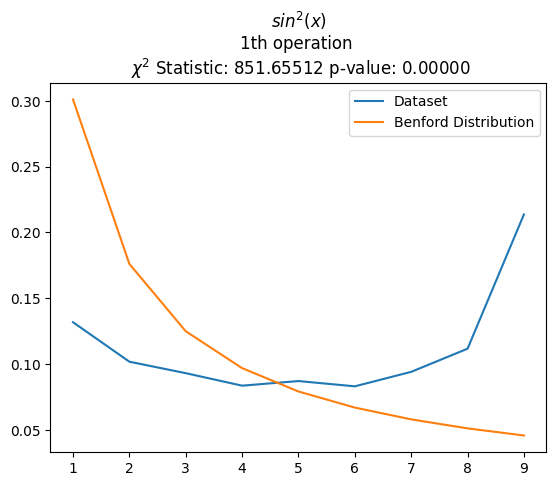 sin²(x)
1th operation
χ² Statistic: 851.65512 p-value: 0.00000
Dataset
Benford Distribution
0.30
0.25
0.20
0.15
0.10
0.05
1 2 3 4 5 6 7 8 9